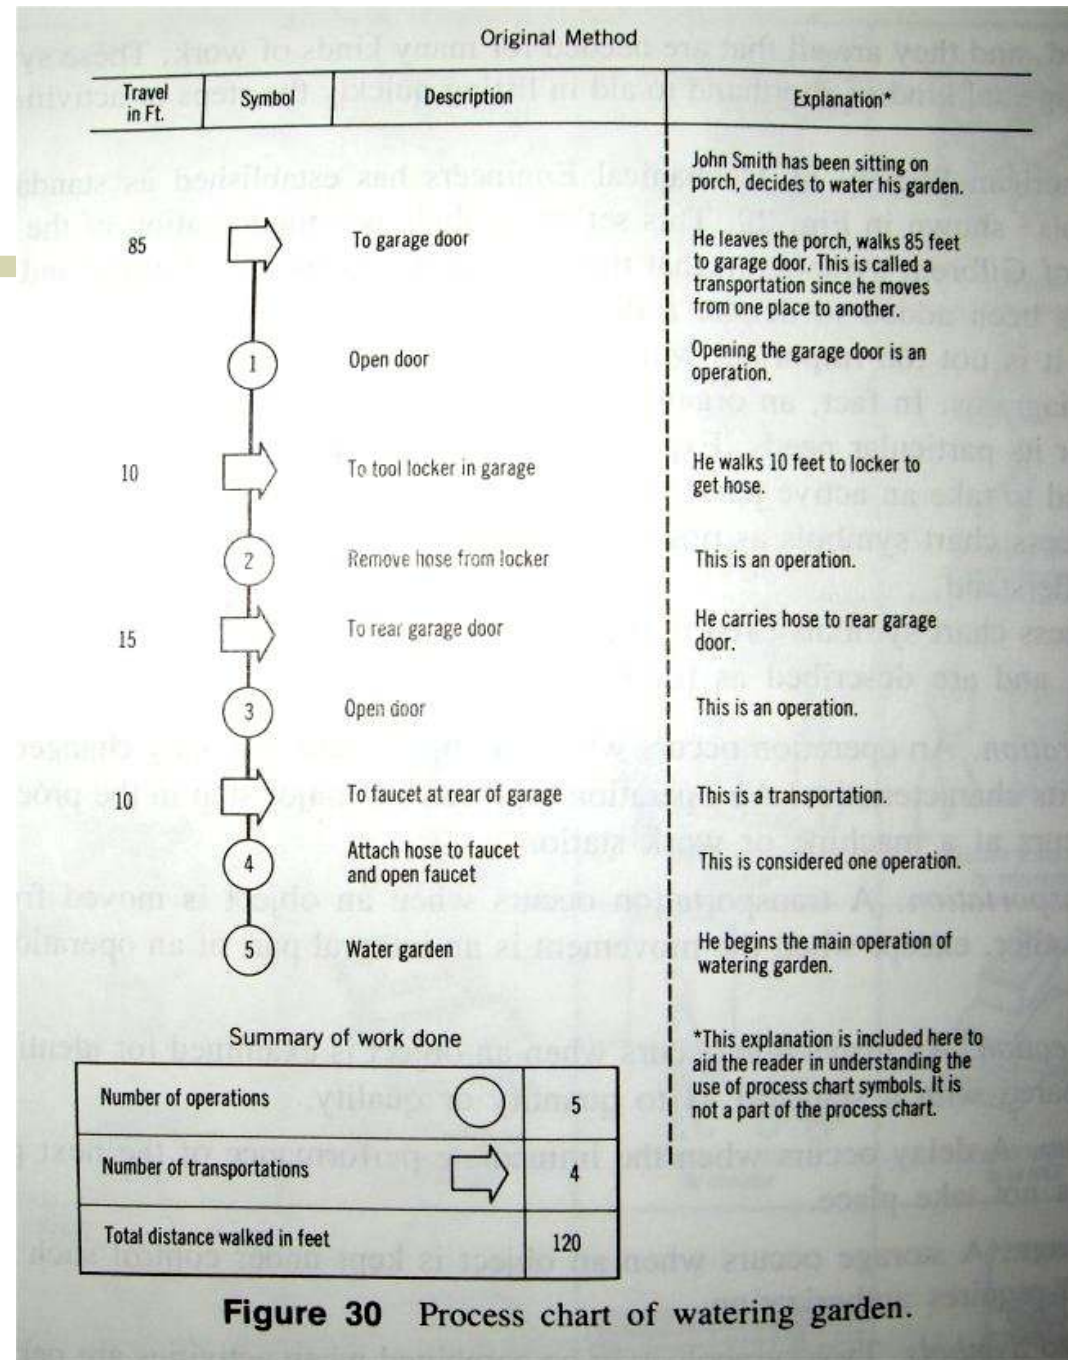 Original Method
Travel
in Ft.
Symbol
Description
Explanation*
John Smith has been sitting on
porch, decides to water his garden.
85
To garage door
He leaves the porch, walks 85 feet
to garage door. This is called a
transportation since he moves
from one place to another.
1
Open door
Opening the garage door is an
operation.
10
To tool locker in garage
He walks 10 feet to locker to
get hose.
2
Remove hose from locker
This is an operation.
15
To rear garage door
He carries hose to rear garage
door.
3
Open door
This is an operation.
10
To faucet at rear of garage
This is a transportation.
4
Attach hose to faucet
and open faucet
This is considered one operation.
5
Water garden
He begins the main operation of
watering garden.
Summary of work done
Number of operations 5
Number of transportations 4
Total distance walked in feet 120
*This explanation is included here to
aid the reader in understanding the
use of process chart symbols. It is
not a part of the process chart.
Figure 30 Process chart of watering garden.